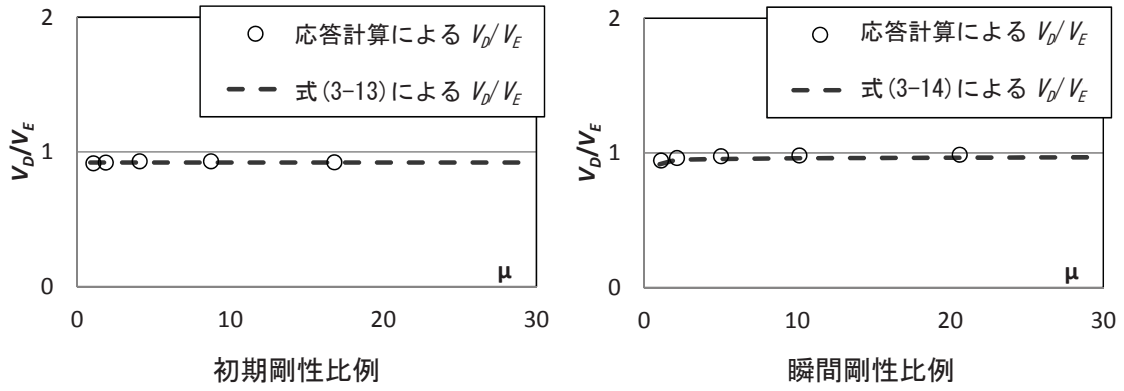 2
応答計算による V_D/V_E
式(3-13)による V_D/V_E
V_D/V_E
1
0
μ
0 10 20 30
初期剛性比例
2
応答計算による V_D/V_E
式(3-14)による V_D/V_E
V_D/V_E
1
0
μ
0 10 20 30
瞬間剛性比例